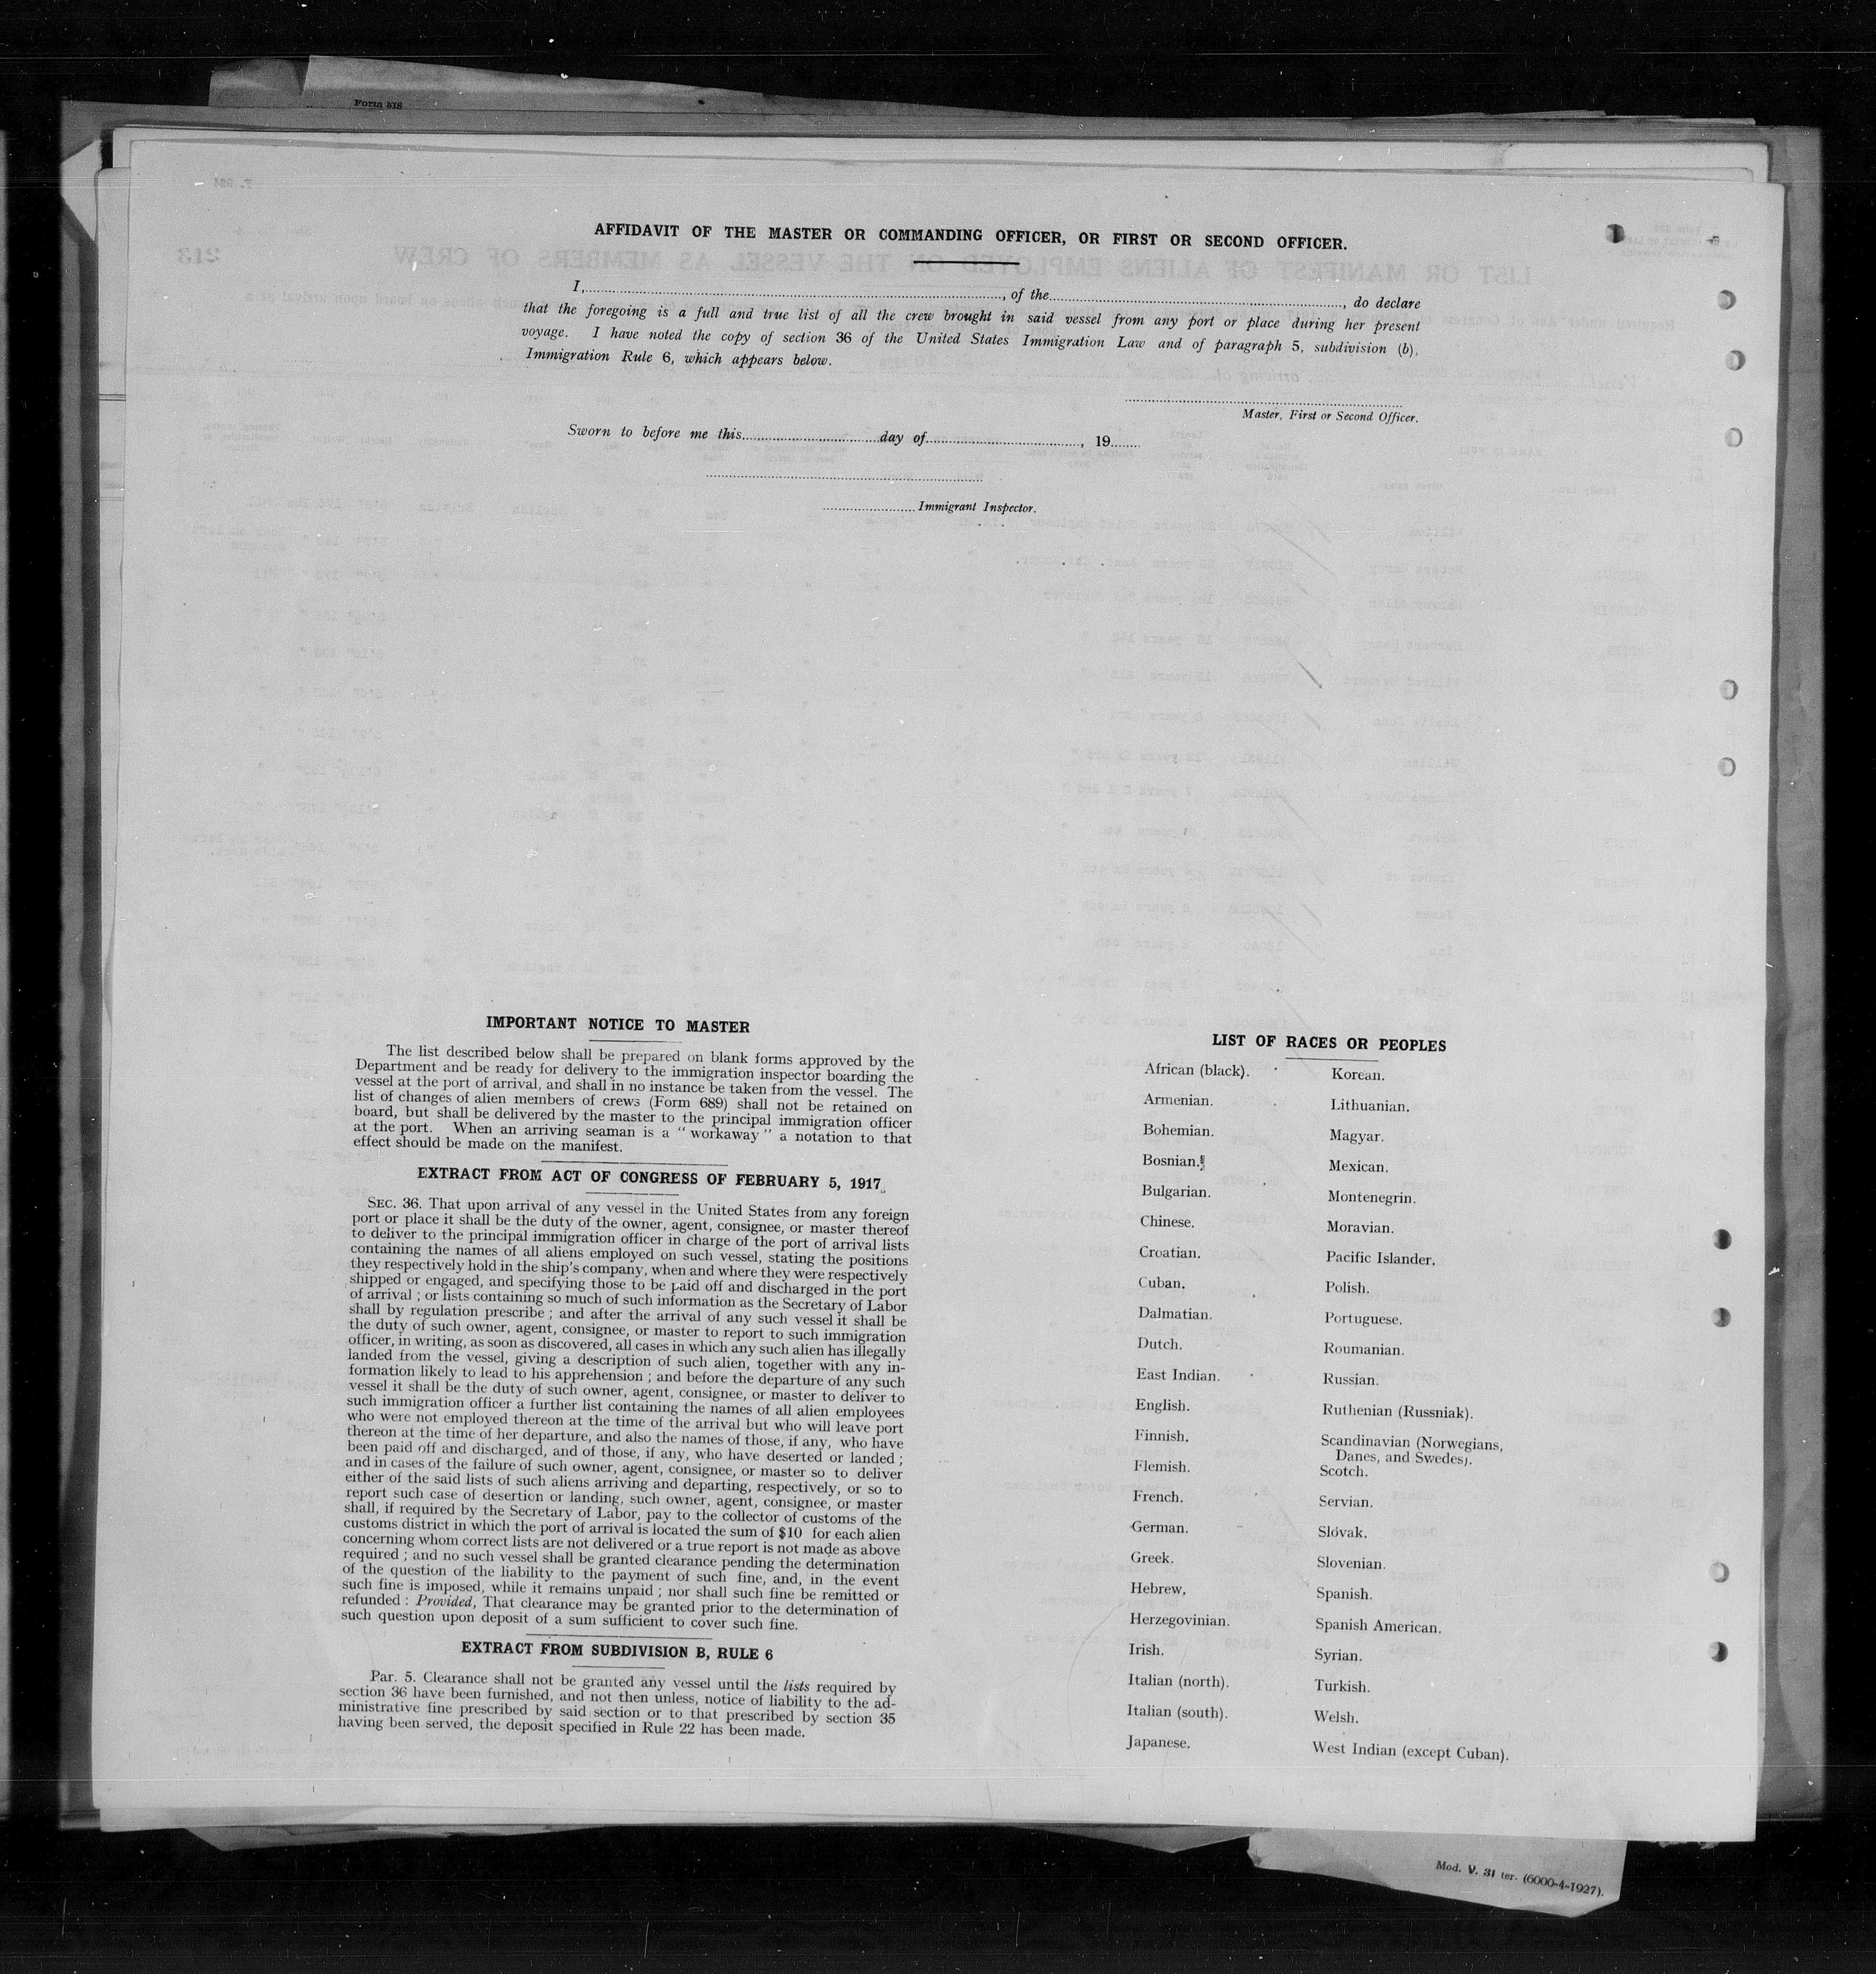 Form 518
AFFIDAVIT OF THE MASTER OR COMMANDING OFFICER, OR FIRST OR SECOND OFFICER.
213
LIST OR MANIFEST OF ALIENS EMPLOYED ON THE VESSEL AS MEMBERS OF CREW
I,..............................., of the..............................., do declare
that the foregoing is a full and true list of all the crew brought in said vessel from any port or place during her present
voyage. I have noted the copy of section 36 of the United States Immigration Law and of paragraph 5, subdivision (b),
Immigration Rule 6, which appears below.
Master, First or Second Officer.
Sworn to before me this...............day of..............., 19.......
Immigrant Inspector.
IMPORTANT NOTICE TO MASTER
The list described below shall be prepared on blank forms approved by the
Department and be ready for delivery to the immigration inspector boarding the
vessel at the port of arrival, and shall in no instance be taken from the vessel. The
list of changes of alien members of crews (Form 689) shall not be retained on
board, but shall be delivered by the master to the principal immigration officer
at the port. When an arriving seaman is a "workaway" a notation to that
effect should be made on the manifest.
EXTRACT FROM ACT OF CONGRESS OF FEBRUARY 5, 1917
SEC. 36. That upon arrival of any vessel in the United States from any foreign
port or place it shall be the duty of the owner, agent, consignee, or master thereof
to deliver to the principal immigration officer in charge of the port of arrival lists
containing the names of all aliens employed on such vessel, stating the positions
they respectively hold in the ship's company, when and where they were respectively
shipped or engaged, and specifying those to be paid off and discharged in the port
of arrival ; or lists containing so much of such information as the Secretary of Labor
shall by regulation prescribe ; and after the arrival of any such vessel it shall be
the duty of such owner, agent, consignee, or master to report to such immigration
officer, in writing, as soon as discovered, all cases in which any such alien has illegally
landed from the vessel, giving a description of such alien, together with any in-
formation likely to lead to his apprehension ; and before the departure of any such
vessel it shall be the duty of such owner, agent, consignee, or master to deliver to
such immigration officer a further list containing the names of all alien employees
who were not employed thereon at the time of the arrival but who will leave port
thereon at the time of her departure, and also the names of those, if any, who have
been paid off and discharged, and of those, if any, who have deserted or landed ;
and in cases of the failure of such owner, agent, consignee, or master so to deliver
either of the said lists of such aliens arriving and departing, respectively, or so to
report such case of desertion or landing, such owner, agent, consignee, or master
shall, if required by the Secretary of Labor, pay to the collector of customs of the
customs district in which the port of arrival is located the sum of $10 for each alien
concerning whom correct lists are not delivered or a true report is not made as above
required ; and no such vessel shall be granted clearance pending the determination
of the question of the liability to the payment of such fine, and, in the event
such fine is imposed, while it remains unpaid ; nor shall such fine be remitted or
refunded : Provided, That clearance may be granted prior to the determination of
such question upon deposit of a sum sufficient to cover such fine.
EXTRACT FROM SUBDIVISION B, RULE 6
Par. 5. Clearance shall not be granted any vessel until the lists required by
section 36 have been furnished, and not then unless, notice of liability to the ad-
ministrative fine prescribed by said section or to that prescribed by section 35
having been served, the deposit specified in Rule 22 has been made.
LIST OF RACES OR PEOPLES
African (black).
Armenian.
Bohemian.
Bosnian.
Bulgarian.
Chinese.
Croatian.
Cuban.
Dalmatian.
Dutch.
East Indian.
English.
Finnish.
Flemish.
French.
German.
Greek.
Hebrew.
Herzegovinian.
Irish.
Italian (north).
Italian (south).
Japanese.
Korean.
Lithuanian.
Magyar.
Mexican.
Montenegrin.
Moravian.
Pacific Islander.
Polish.
Portuguese.
Roumanian.
Russian.
Ruthenian (Russniak).
Scandinavian (Norwegians,
Danes, and Swedes).
Scotch.
Servian.
Slovak.
Slovenian.
Spanish.
Spanish American.
Syrian.
Turkish.
Welsh.
West Indian (except Cuban).
Mod. V. 31 ter. (6000-4-1927).